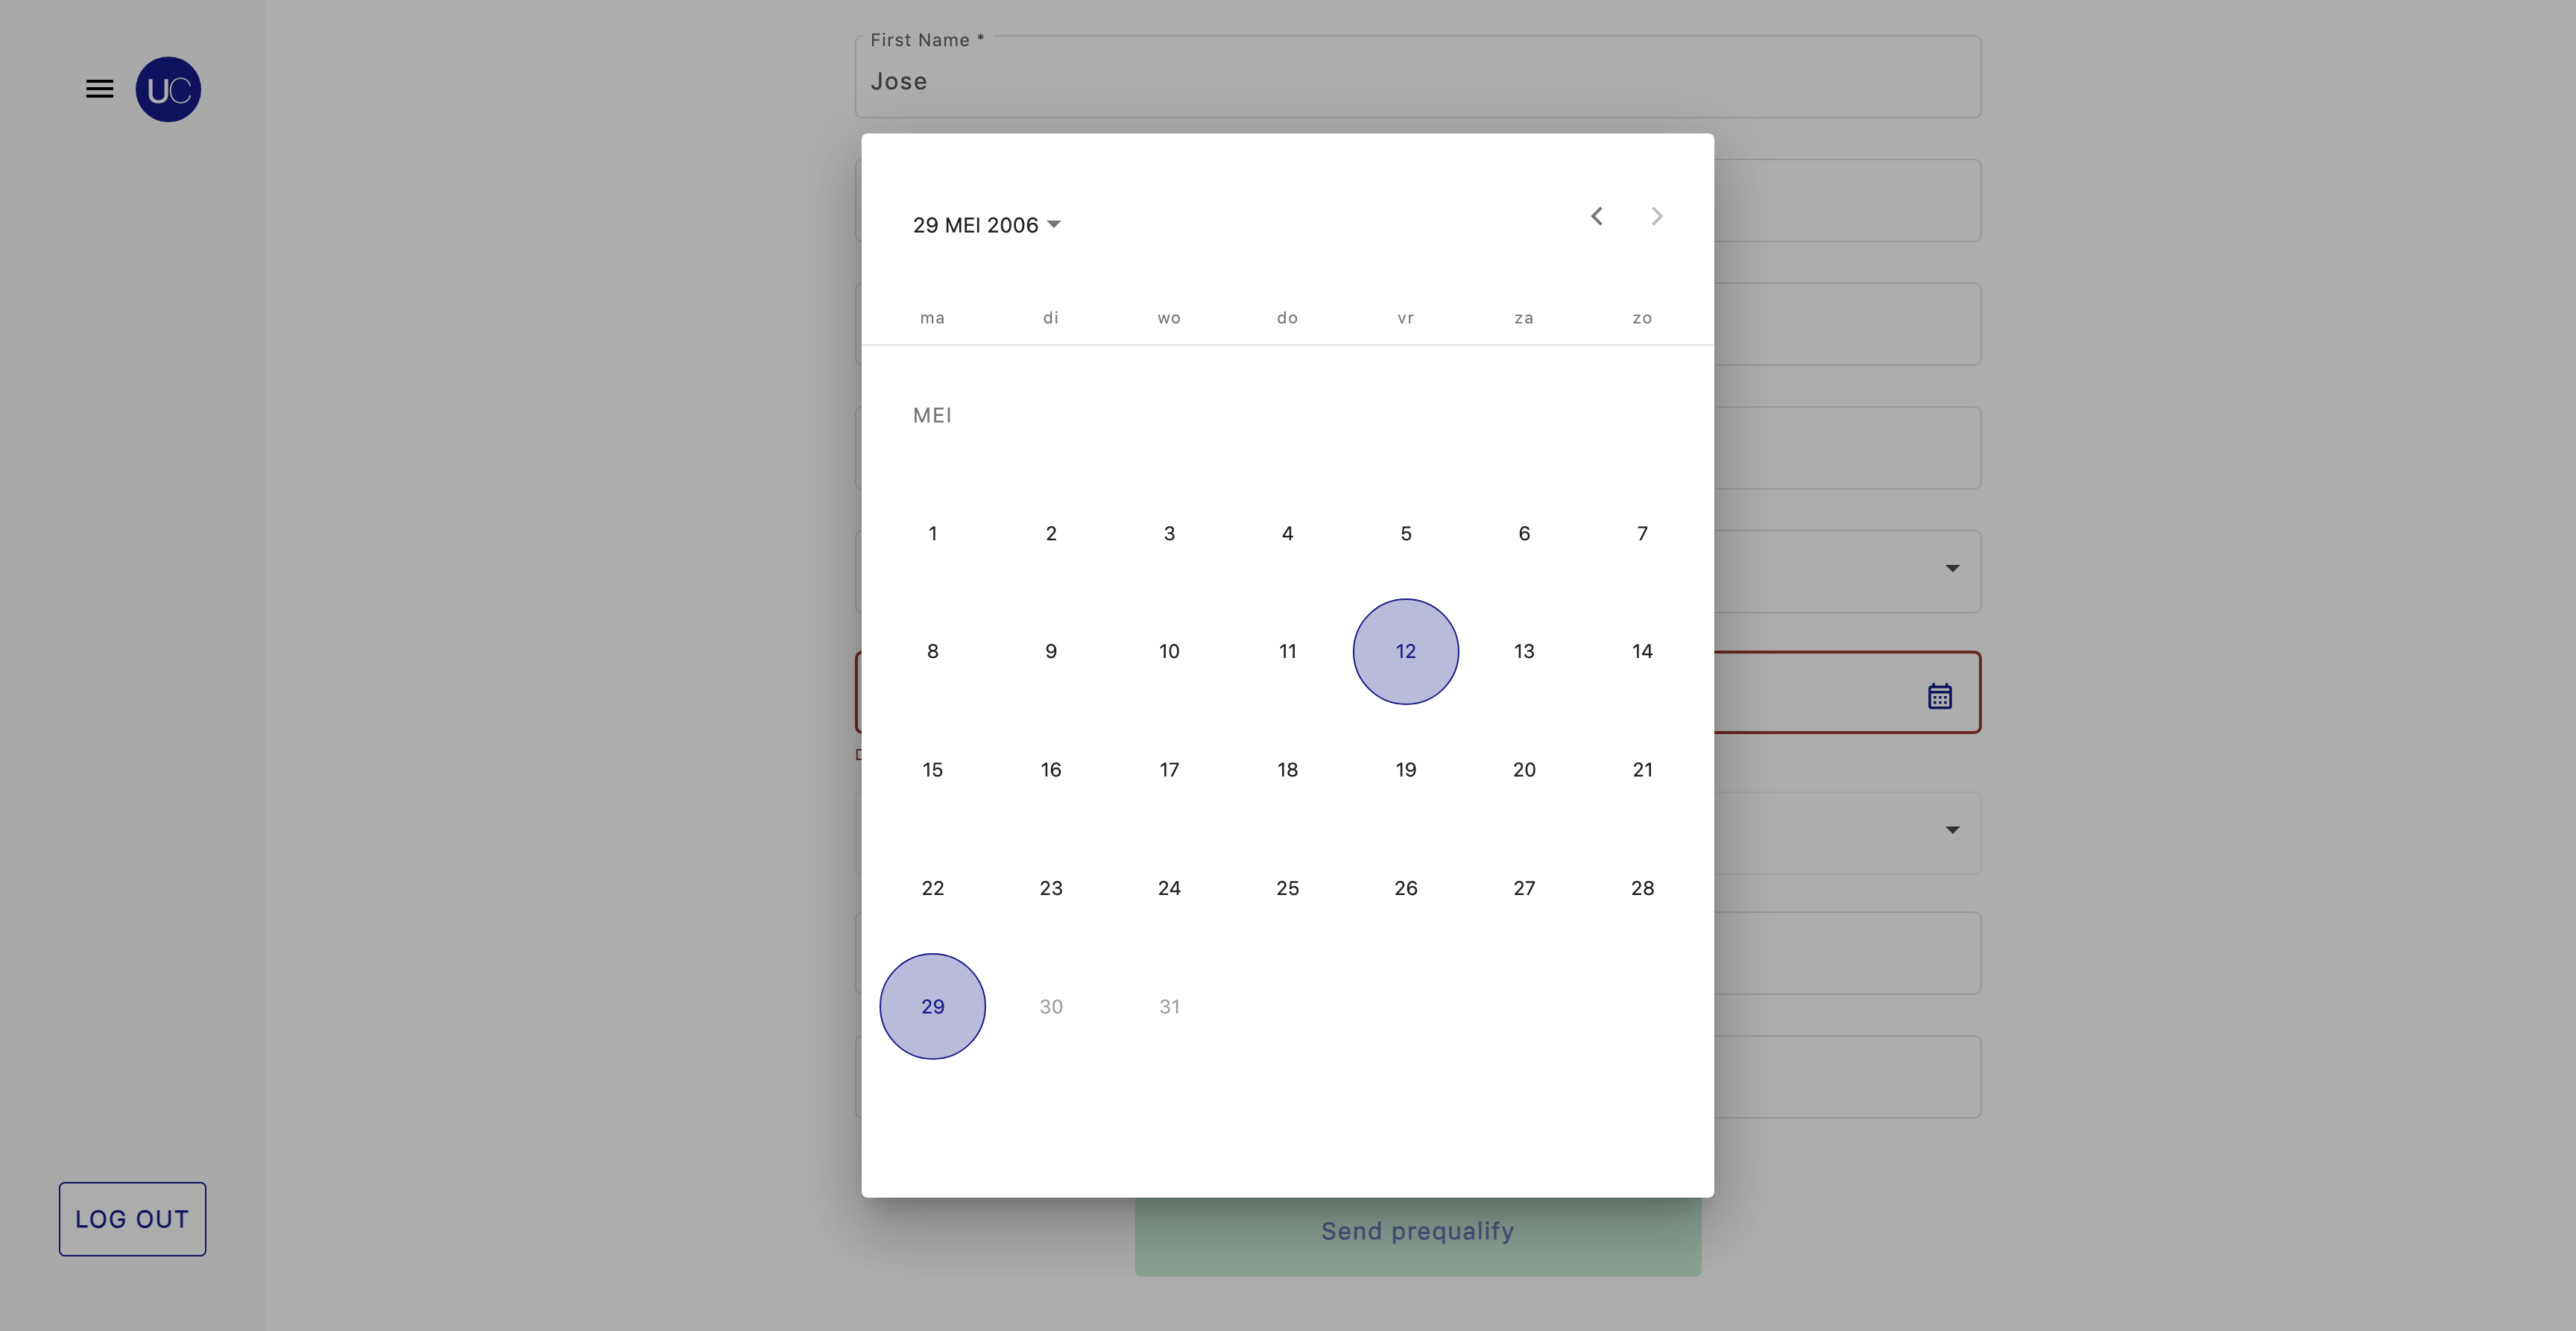 First Name *
Jose
UC
29 MEI 2006
ma di wo do vr za zo
MEI
1 2 3 4 5 6 7
8 9 10 11 12 13 14
15 16 17 18 19 20 21
22 23 24 25 26 27 28
29 30 31
LOG OUT
Send prequalify